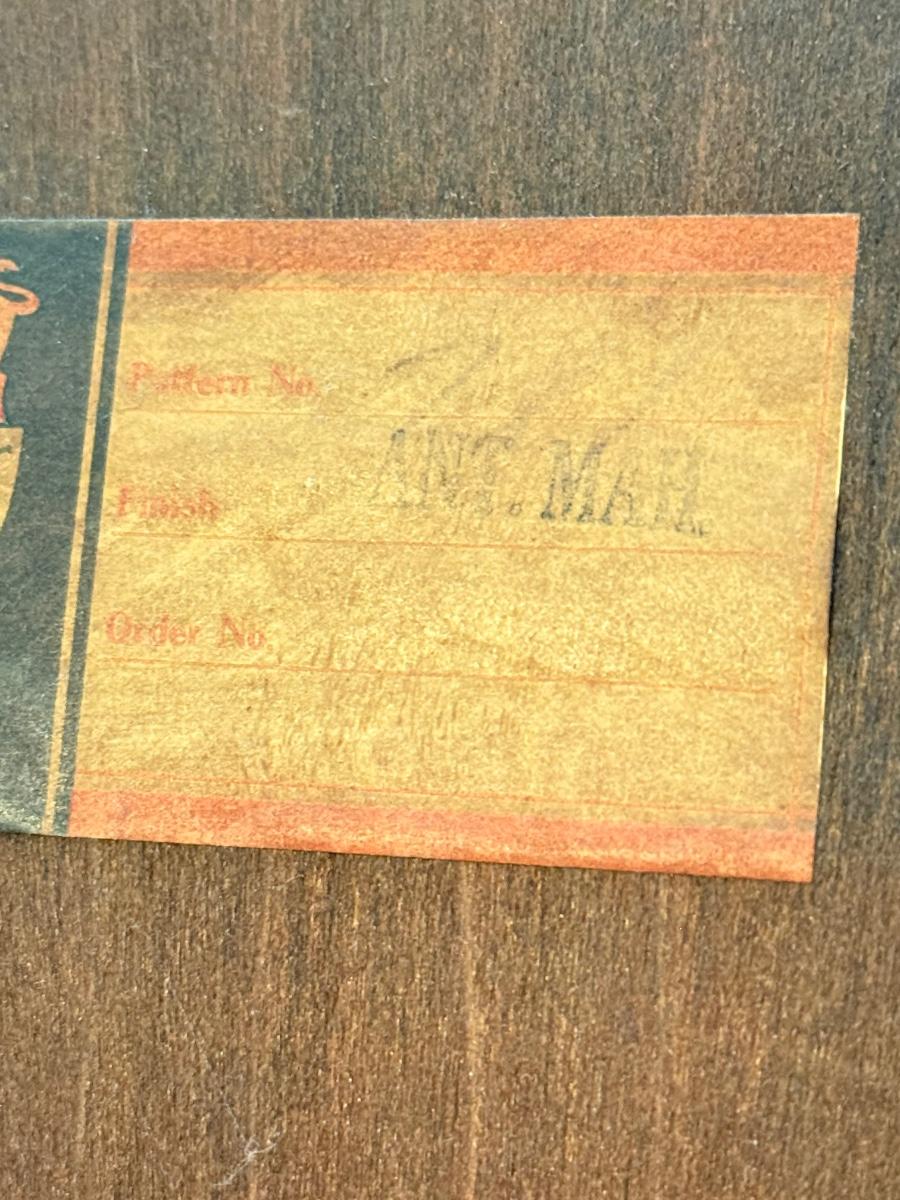 Pattern No.
Finish ANT. MAH.
Order No.